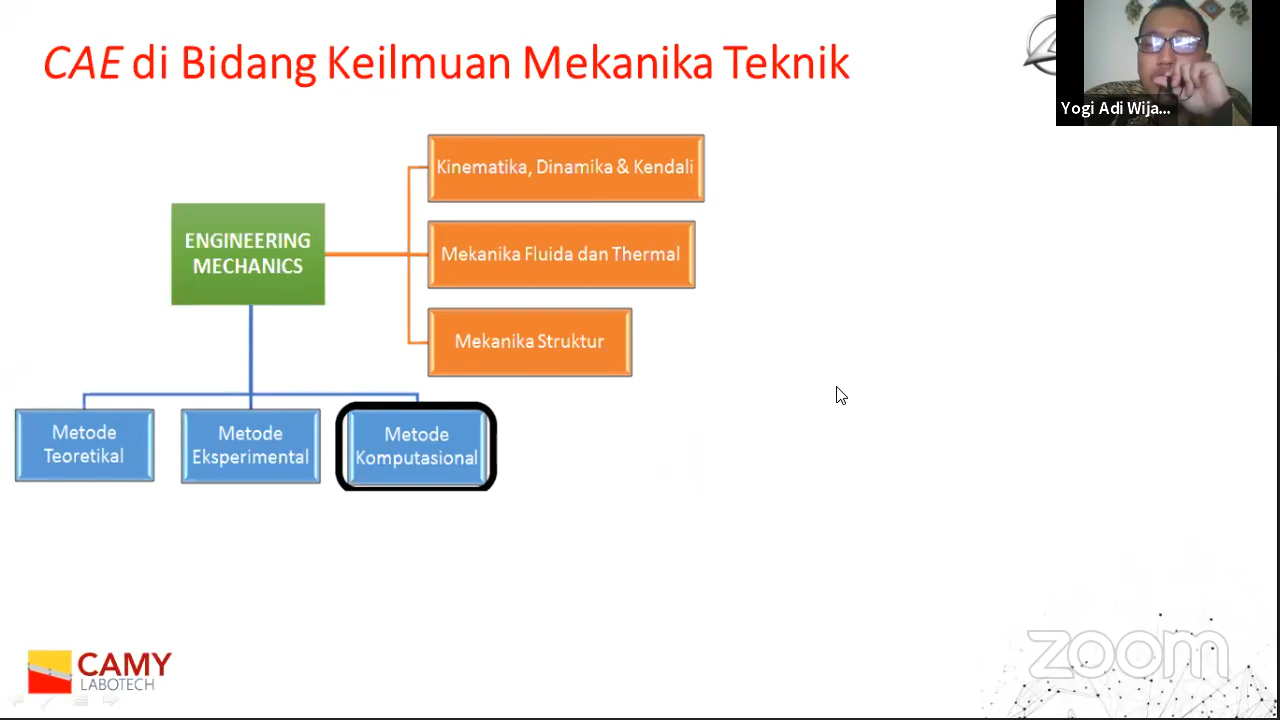 CAE di Bidang Keilmuan Mekanika Teknik
Yogi Adi Wija...
Kinematika, Dinamika & Kendali
ENGINEERING
MECHANICS
Mekanika Fluida dan Thermal
Mekanika Struktur
Metode
Teoretikal
Metode
Eksperimental
Metode
Komputasional
CAMY
LABOTECH
zoom